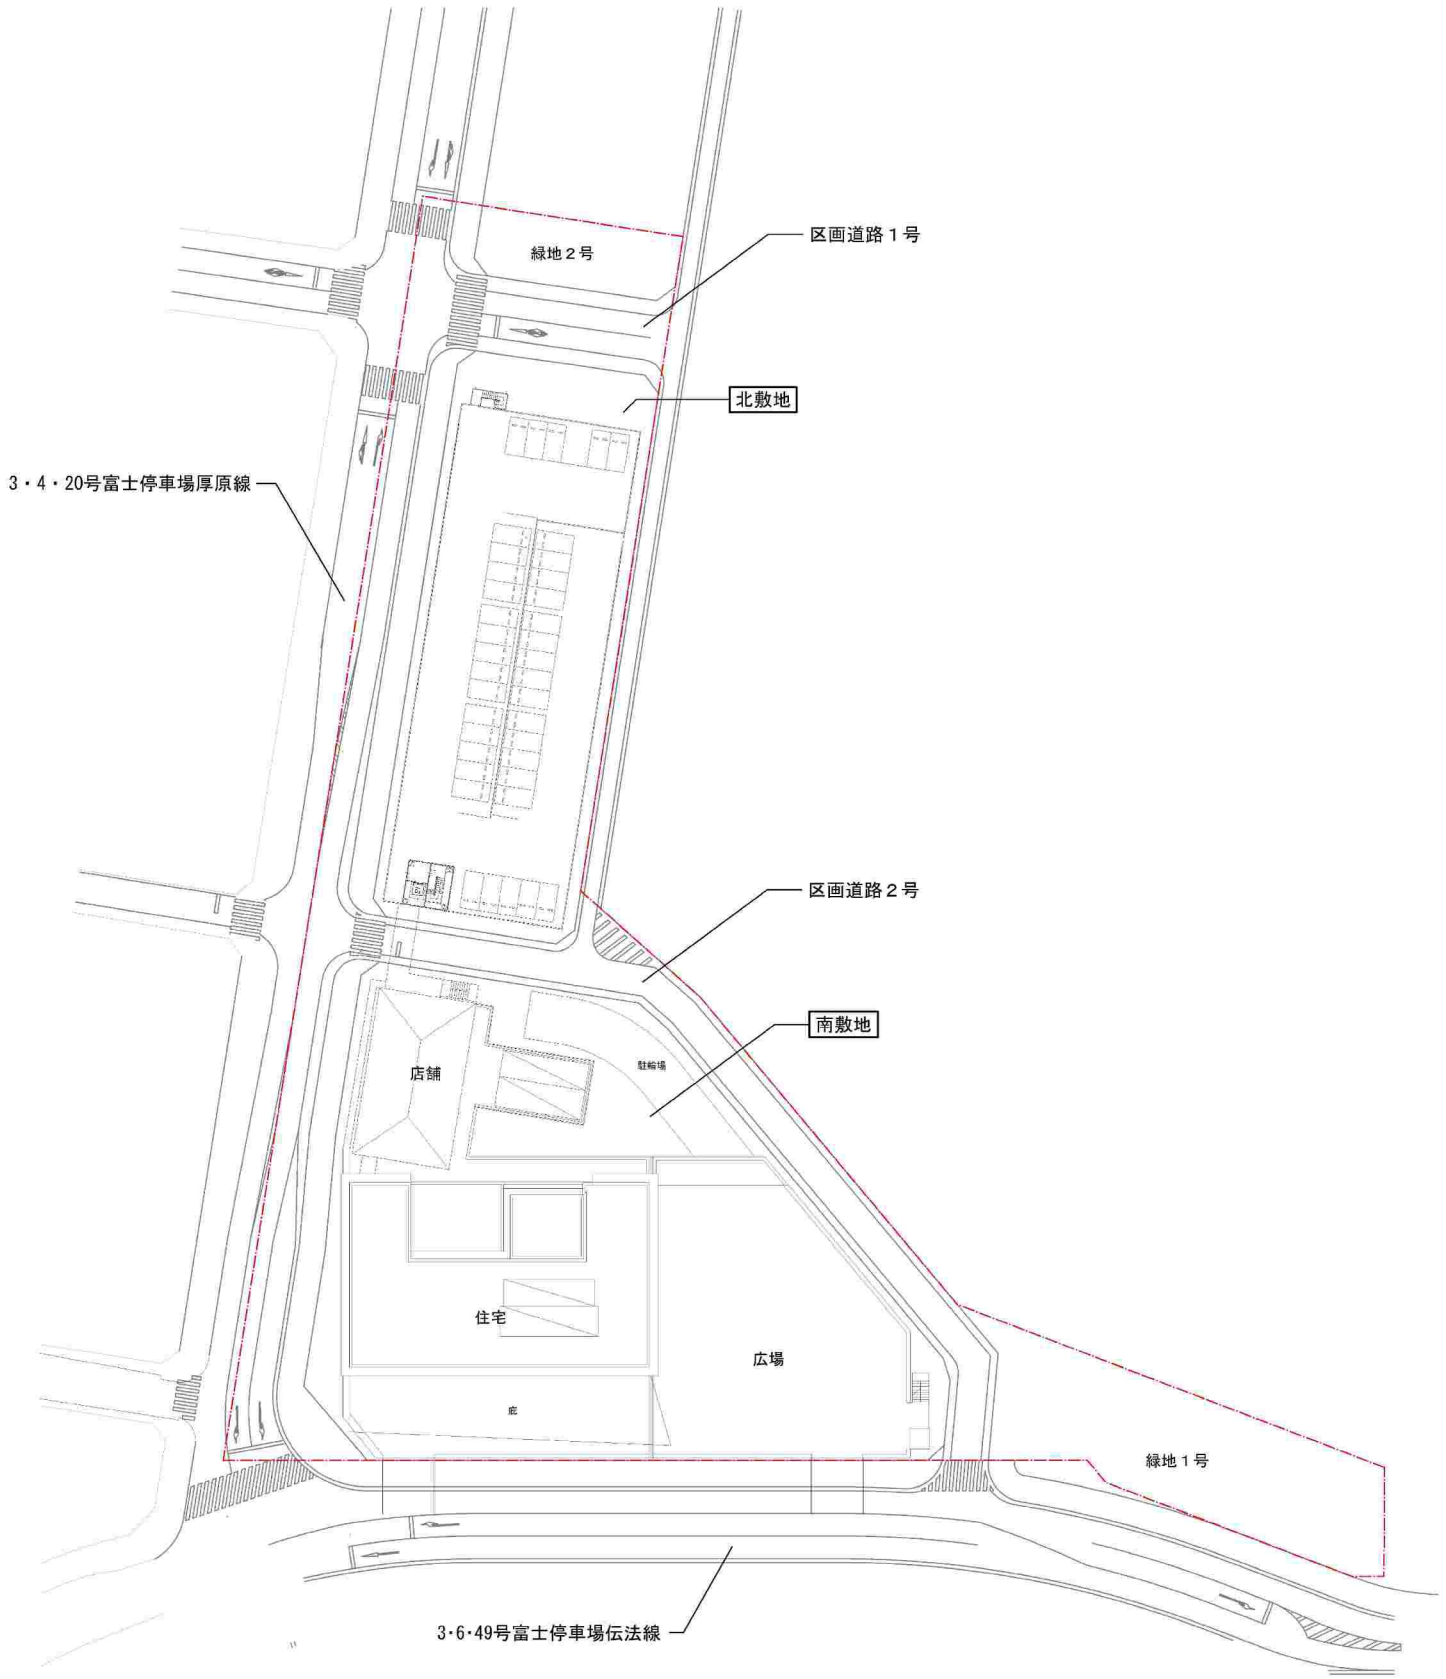 緑地２号
区画道路１号
北敷地
3・4・20号富士停車場厚原線
区画道路２号
南敷地
駐輪場
店舗
住宅
広場
庇
緑地１号
3・6・49号富士停車場伝法線